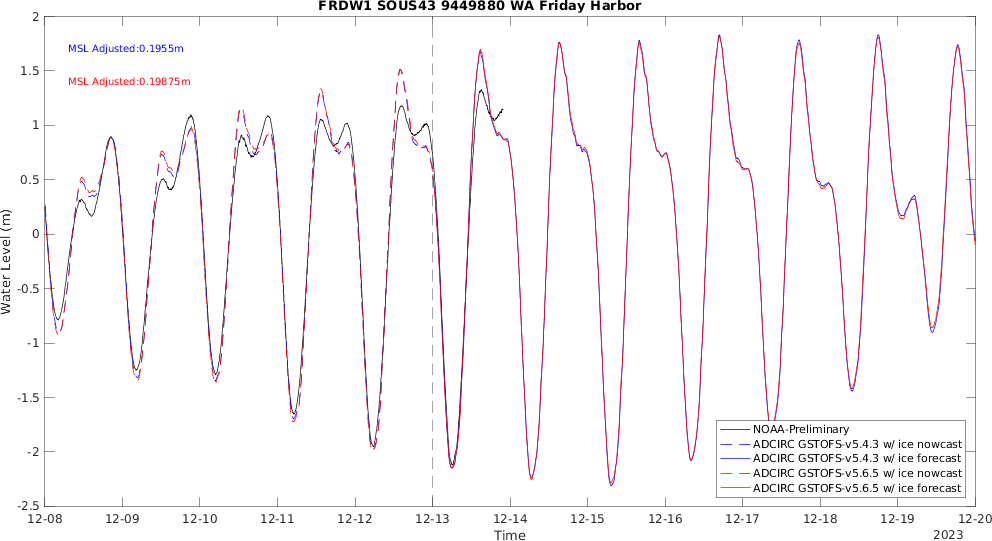 FRDW1 SOUS43 9449880 WA Friday Harbor
MSL Adjusted:0.1955m
MSL Adjusted:0.19875m
Water Level (m)
2
1.5
1
0.5
0
-0.5
-1
-1.5
-2
-2.5
NOAA-Preliminary
ADCIRC GSTOFS-v5.4.3 w/ ice nowcast
ADCIRC GSTOFS-v5.4.3 w/ ice forecast
ADCIRC GSTOFS-v5.6.5 w/ ice nowcast
ADCIRC GSTOFS-v5.6.5 w/ ice forecast
12-08 12-09 12-10 12-11 12-12 12-13 12-14 12-15 12-16 12-17 12-18 12-19 12-20
Time
2023